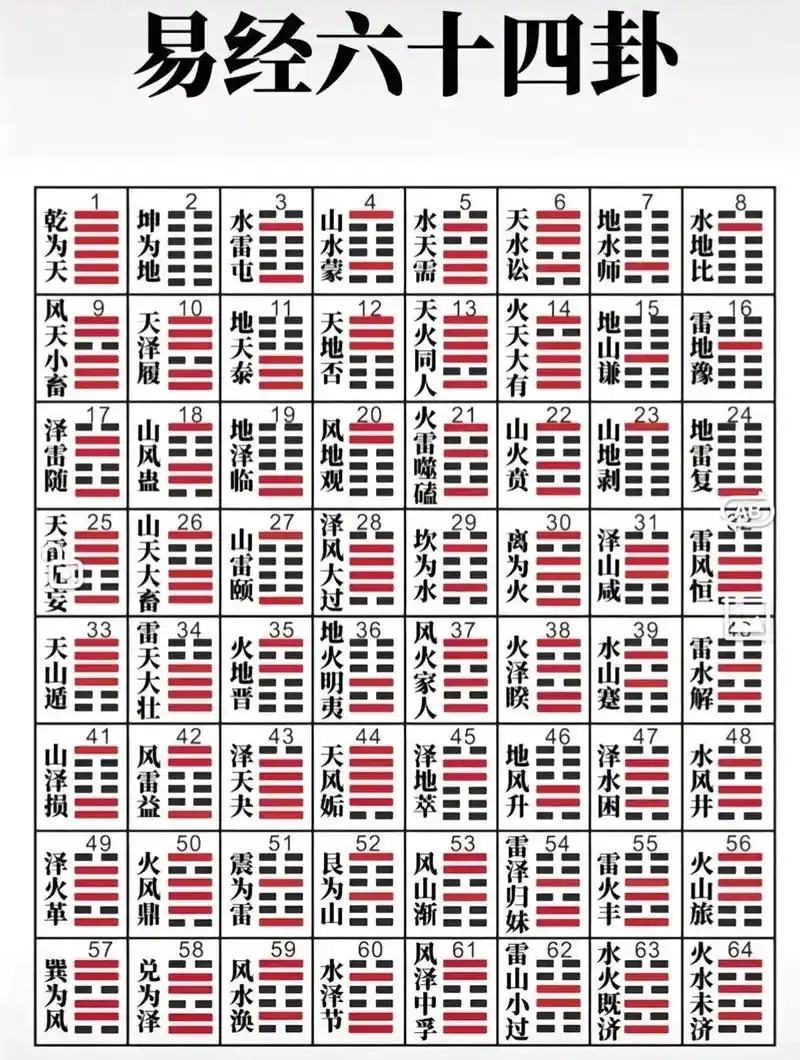 易经六十四卦
1 乾为天
2 坤为地
3 水雷屯
4 山水蒙
5 水天需
6 天水讼
7 地水师
8 水地比
9 风天小畜
10 天泽履
11 地天泰
12 天地否
13 天火同人
14 火天大有
15 地山谦
16 雷地豫
17 泽雷随
18 山风蛊
19 地泽临
20 风地观
21 火雷噬磕
22 山火贲
23 山地剥
24 地雷复
AB
25 天雷无妄
26 山天大畜
27 山雷颐
28 泽风大过
29 坎为水
30 离为火
31 泽山咸
雷风恒
33 天山遁
34 雷天大壮
35 火地晋
36 地火明夷
37 风火家人
38 火泽睽
39 水山蹇
40 雷水解
41 山泽损
42 风雷益
43 泽天夬
44 天风姤
45 泽地萃
46 地风升
47 泽水困
48 水风井
49 泽火革
50 火风鼎
51 震为雷
52 艮为山
53 风山渐
54 雷泽归妹
55 雷火丰
56 火山旅
57 巽为风
58 兑为泽
59 风水涣
60 水泽节
61 风泽中孚
62 雷山小过
63 水火既济
64 火水未济